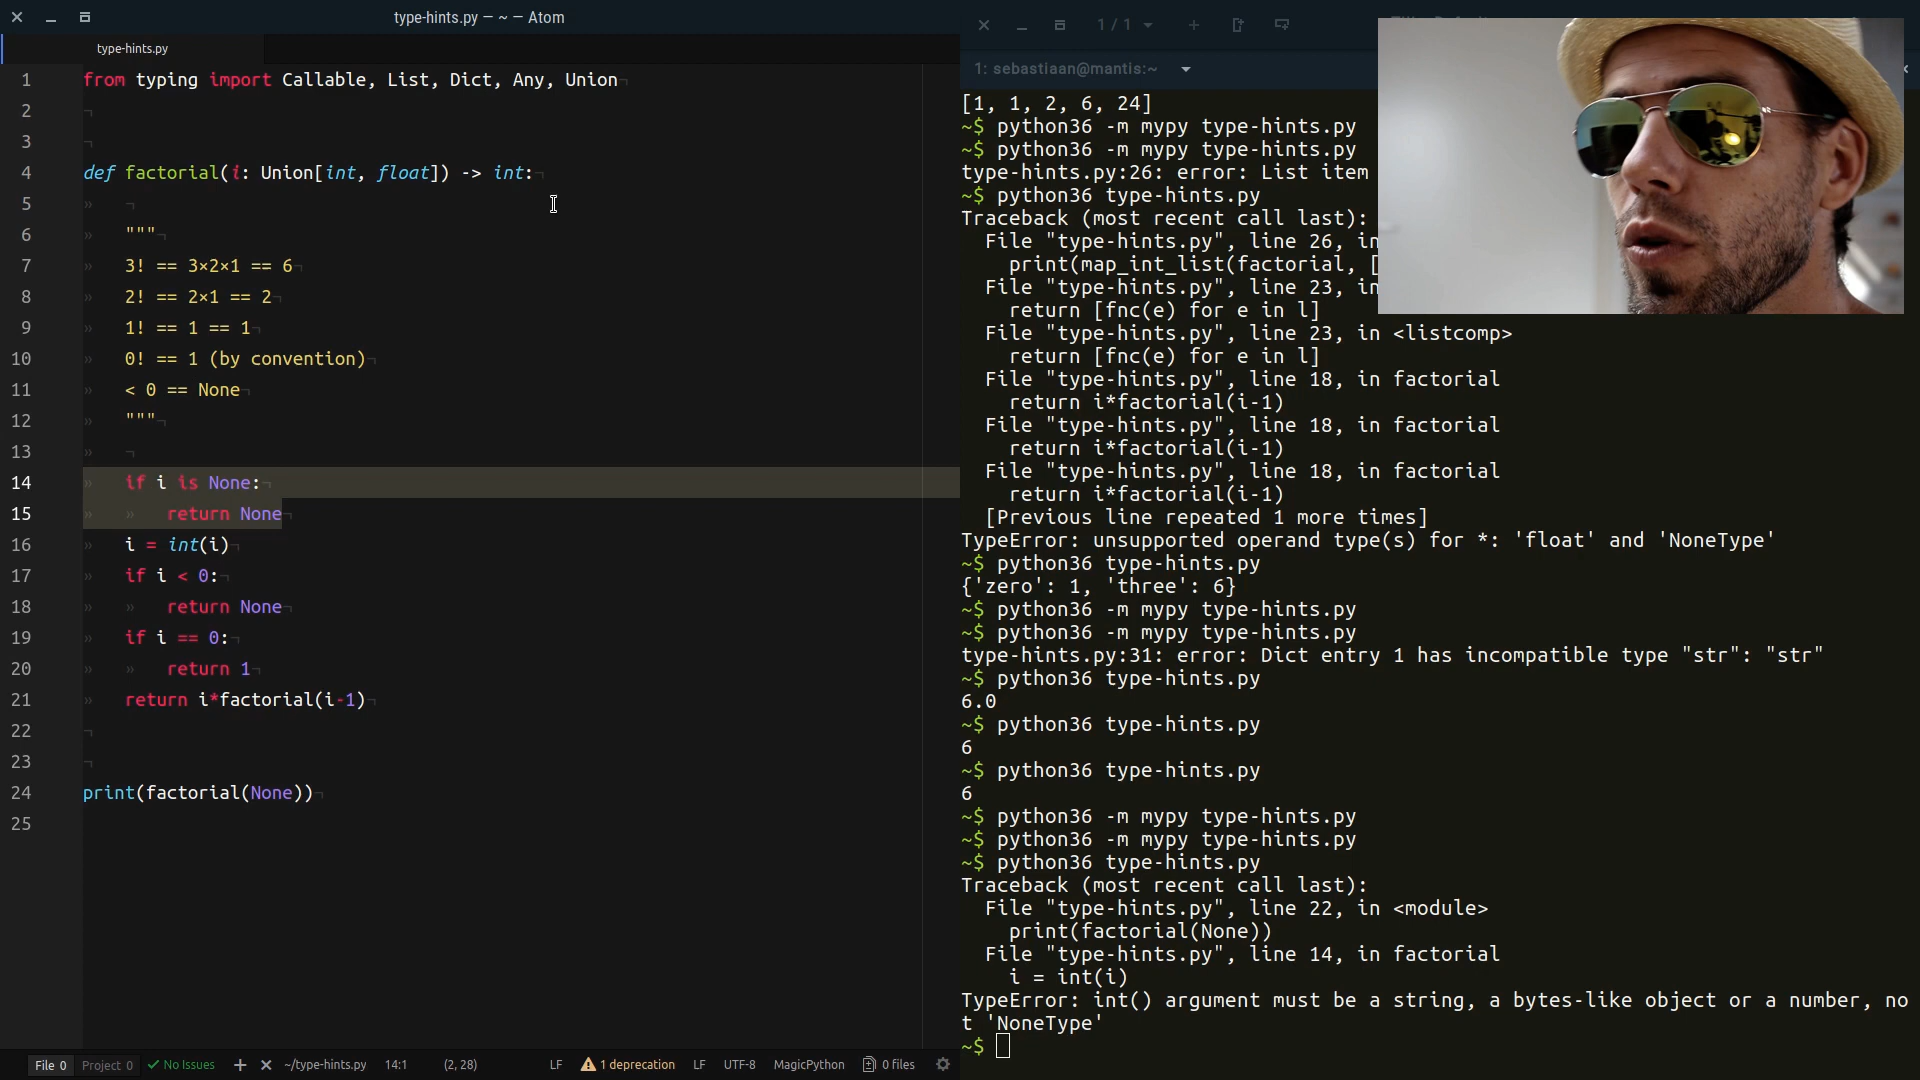 type-hints.py — ~ — Atom
type-hints.py
1 from typing import Callable, List, Dict, Any, Union
2
3
4 def factorial(i: Union[int, float]) -> int:
5
6 """
7 3! == 3×2×1 == 6
8 2! == 2×1 == 2
9 1! == 1 == 1
10 0! == 1 (by convention)
11 < 0 == None
12 """
13
14 if i is None:
15 return None
16 i = int(i)
17 if i < 0:
18 return None
19 if i == 0:
20 return 1
21 return i*factorial(i-1)
22
23
24 print(factorial(None))
25
File 0 Project 0 No Issues ~/type-hints.py 14:1 (2, 28) LF 1 deprecation LF UTF-8 MagicPython 0 files
1 / 1
1: sebastiaan@mantis:~
[1, 1, 2, 6, 24]
~$ python36 -m mypy type-hints.py
~$ python36 -m mypy type-hints.py
type-hints.py:26: error: List item
~$ python36 type-hints.py
Traceback (most recent call last):
File "type-hints.py", line 26, in
print(map_int_list(factorial, [
File "type-hints.py", line 23, in
return [fnc(e) for e in l]
File "type-hints.py", line 23, in <listcomp>
return [fnc(e) for e in l]
File "type-hints.py", line 18, in factorial
return i*factorial(i-1)
File "type-hints.py", line 18, in factorial
return i*factorial(i-1)
File "type-hints.py", line 18, in factorial
return i*factorial(i-1)
[Previous line repeated 1 more times]
TypeError: unsupported operand type(s) for *: 'float' and 'NoneType'
~$ python36 type-hints.py
{'zero': 1, 'three': 6}
~$ python36 -m mypy type-hints.py
~$ python36 -m mypy type-hints.py
type-hints.py:31: error: Dict entry 1 has incompatible type "str": "str"
~$ python36 type-hints.py
6.0
~$ python36 type-hints.py
6
~$ python36 type-hints.py
6
~$ python36 -m mypy type-hints.py
~$ python36 -m mypy type-hints.py
~$ python36 type-hints.py
Traceback (most recent call last):
File "type-hints.py", line 22, in <module>
print(factorial(None))
File "type-hints.py", line 14, in factorial
i = int(i)
TypeError: int() argument must be a string, a bytes-like object or a number, no
t 'NoneType'
~$